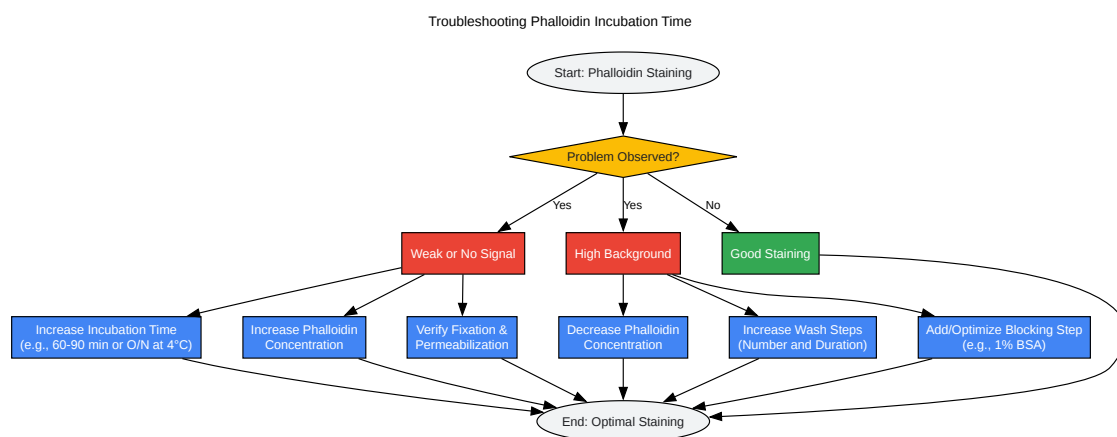 Troubleshooting Phalloidin Incubation Time
Start: Phalloidin Staining
Problem Observed?
Yes
Yes
No
Weak or No Signal
High Background
Good Staining
Increase Incubation Time
(e.g., 60-90 min or O/N at 4°C)
Increase Phalloidin
Concentration
Verify Fixation &
Permeabilization
Decrease Phalloidin
Concentration
Increase Wash Steps
(Number and Duration)
Add/Optimize Blocking Step
(e.g., 1% BSA)
End: Optimal Staining